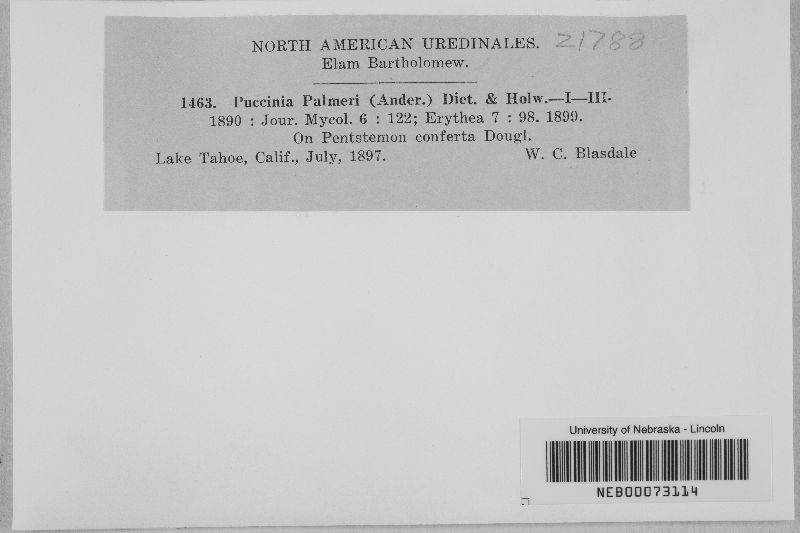 NORTH AMERICAN UREDINALES. 21788
Elam Bartholomew.
1463. Puccinia Palmeri (Ander.) Diet. & Holw.—I—III.
1890 : Jour. Mycol. 6 : 122; Erythea 7 : 98. 1899.
On Pentstemon conferta Dougl.
Lake Tahoe, Calif., July, 1897. W. C. Blasdale
University of Nebraska - Lincoln
NEB00073114